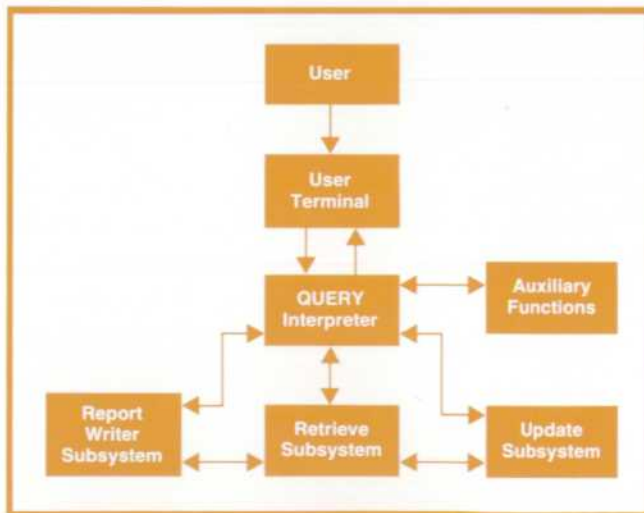 User
User
Terminal
QUERY
Interpreter
Auxiliary
Functions
Report
Writer
Subsystem
Retrieve
Subsystem
Update
Subsystem